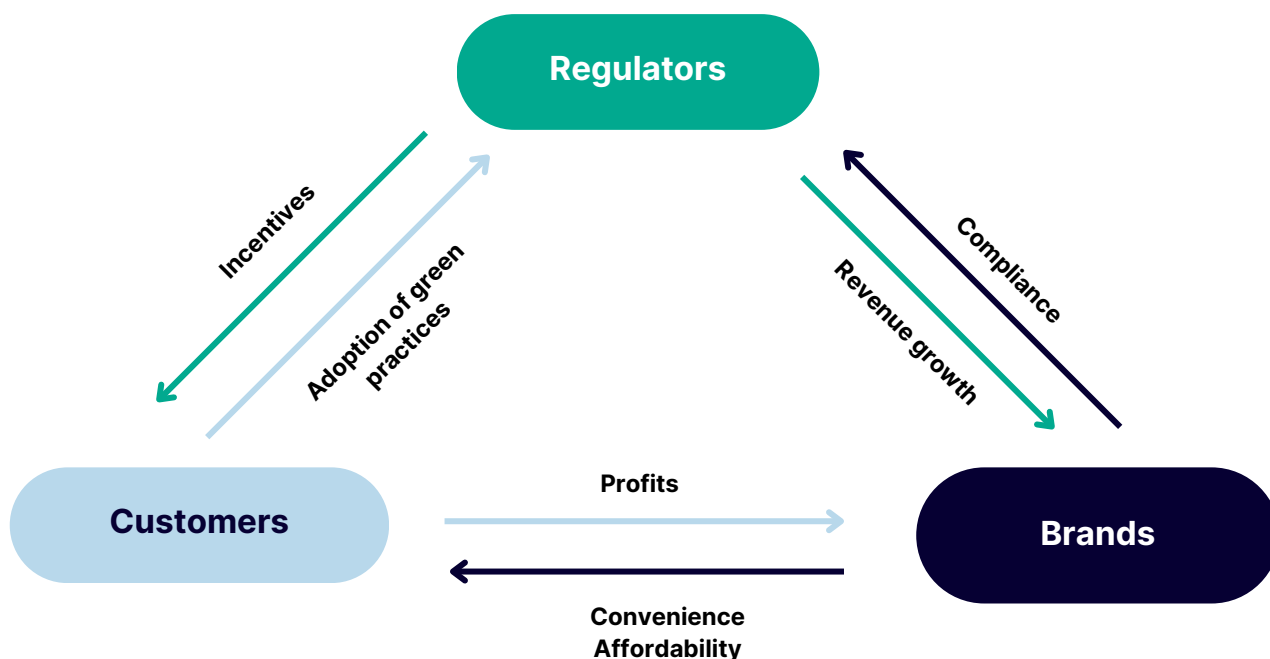 Regulators
Incentives
Adoption of green
practices
Compliance
Revenue growth
Customers
Profits
Brands
Convenience
Affordability